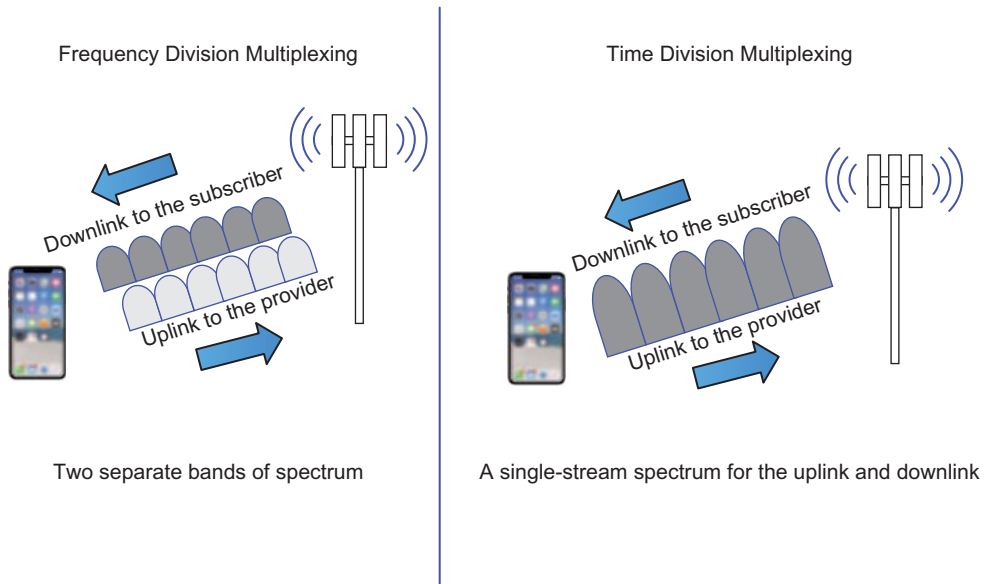 Frequency Division Multiplexing
Downlink to the subscriber
Uplink to the provider
Two separate bands of spectrum
Time Division Multiplexing
Downlink to the subscriber
Uplink to the provider
A single-stream spectrum for the uplink and downlink